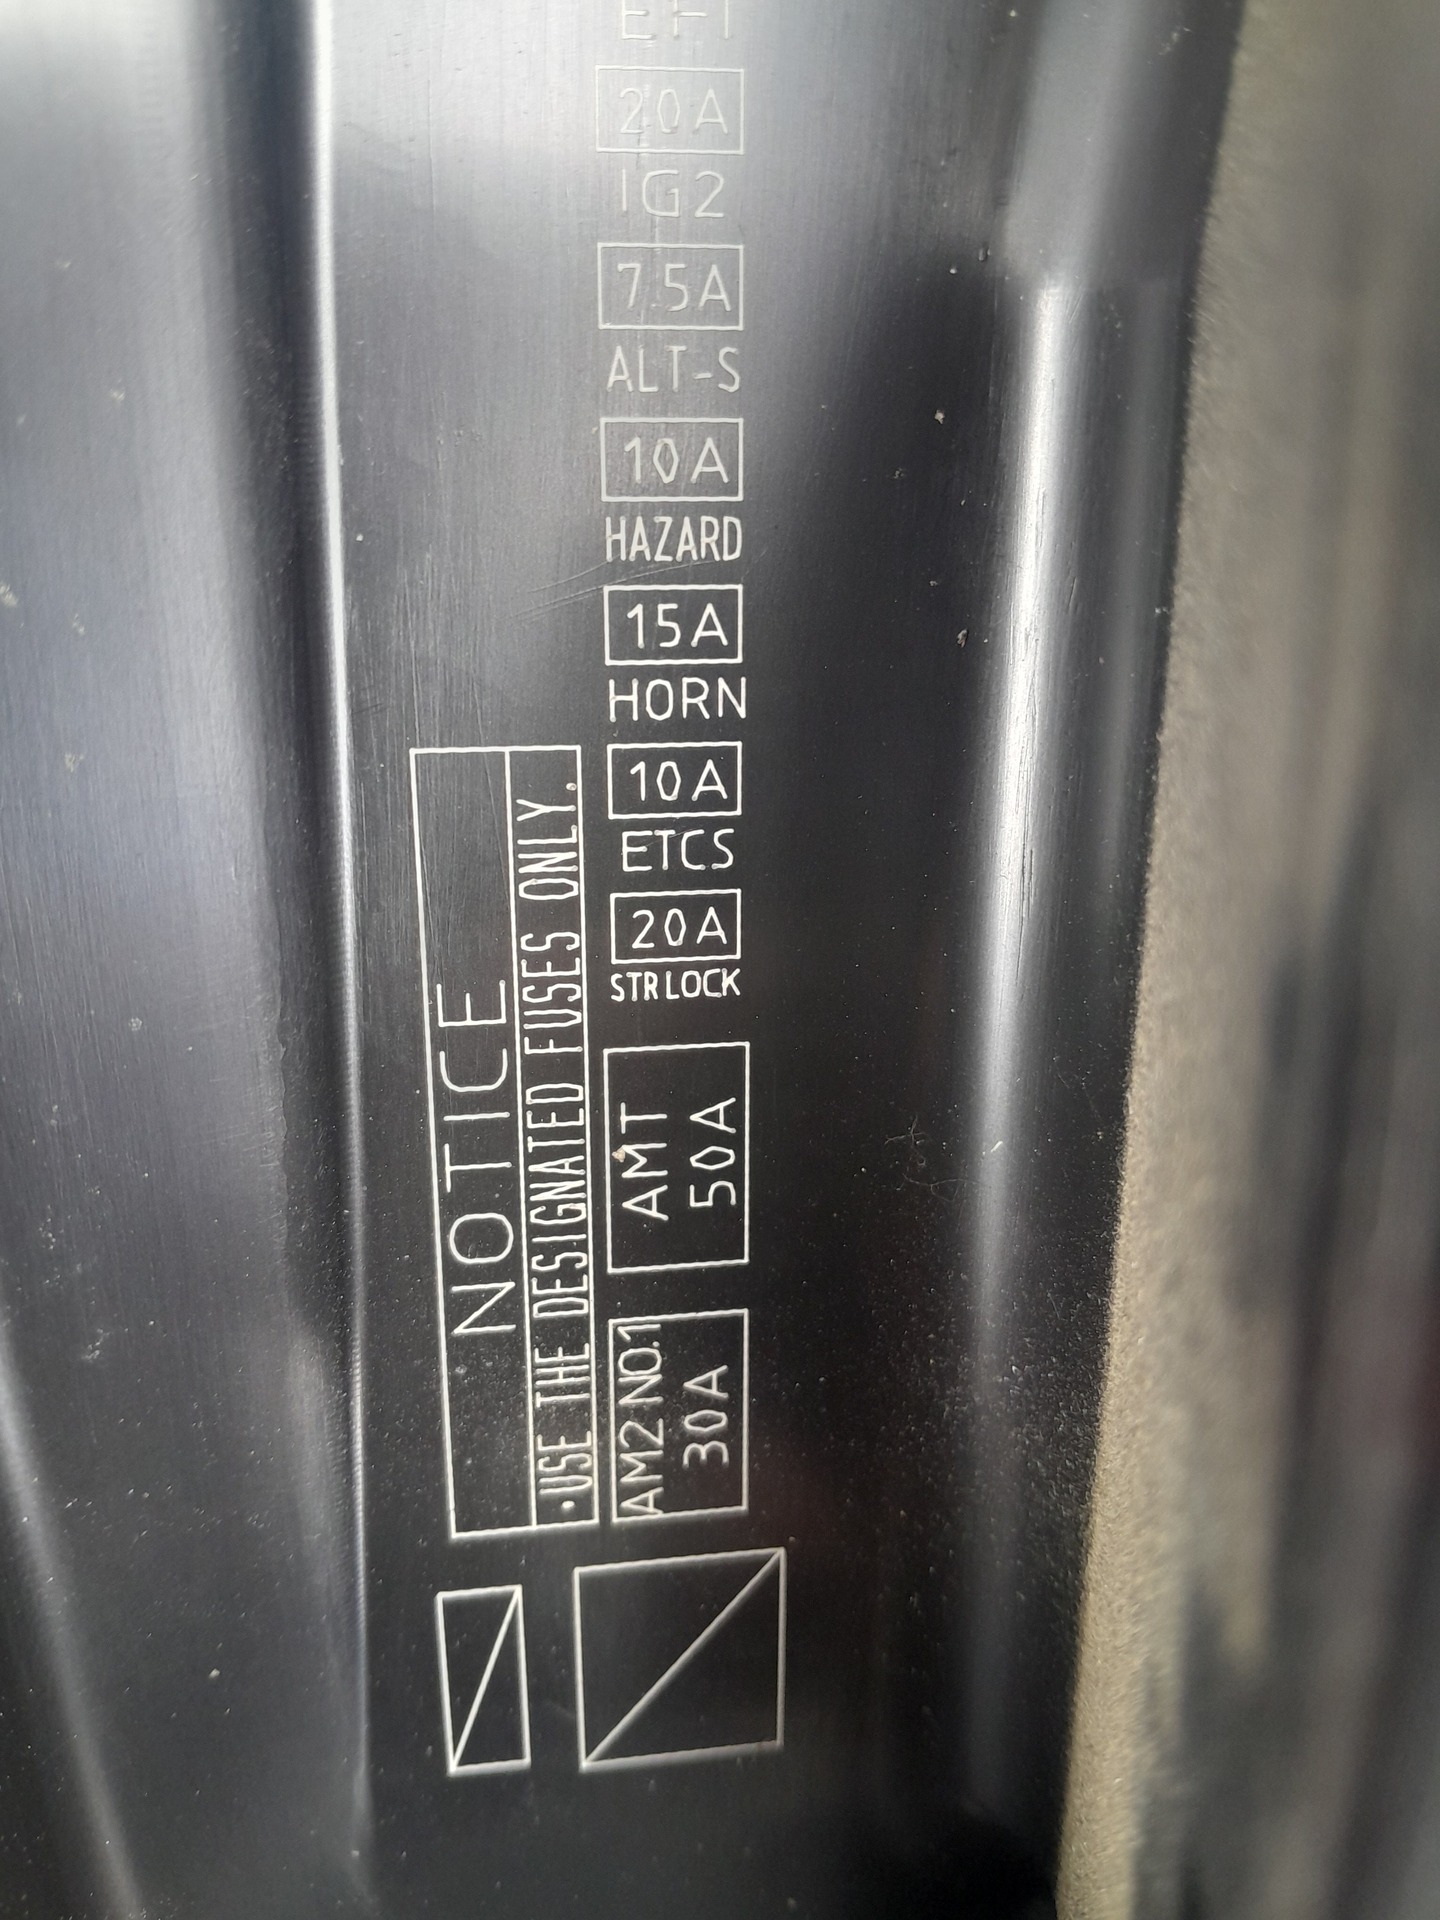 EFI
20A
IG2
7.5A
ALT-S
10A
HAZARD
15A
HORN
10A
ETCS
20A
STR LOCK
NOTICE
·USE THE DESIGNATED FUSES ONLY.
AMT
50A
AM2 NO.1
30A